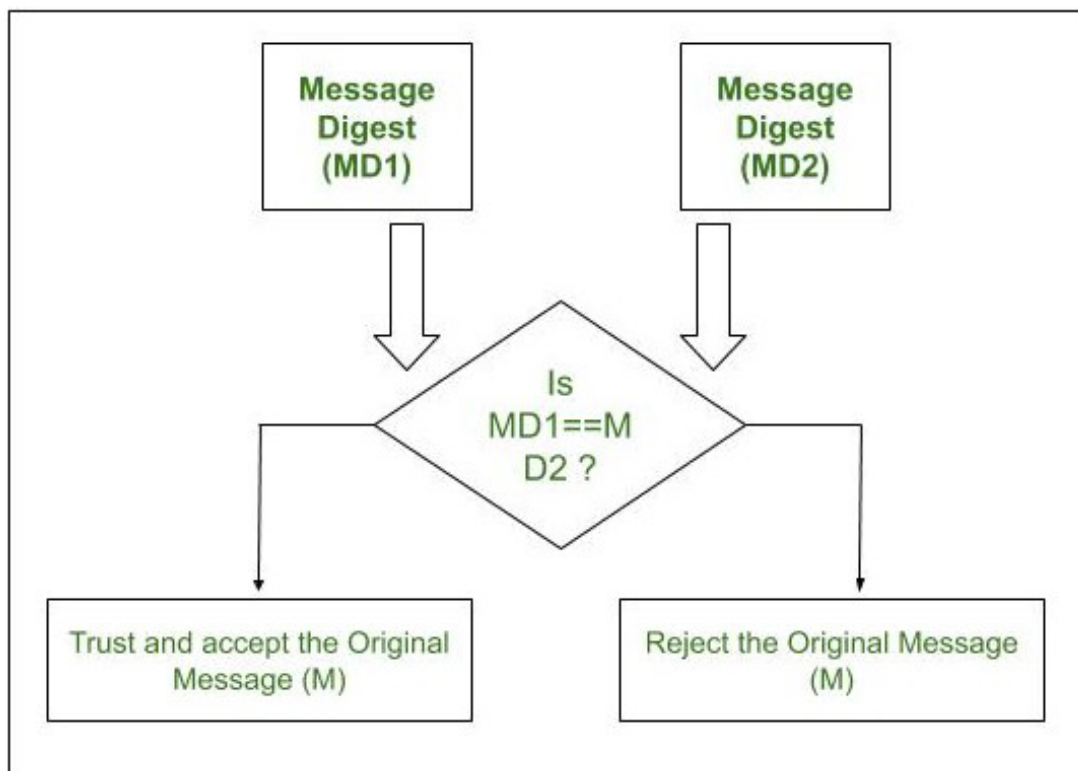 Message
Digest
(MD1)
Message
Digest
(MD2)
Is
MD1==M
D2 ?
Trust and accept the Original
Message (M)
Reject the Original Message
(M)